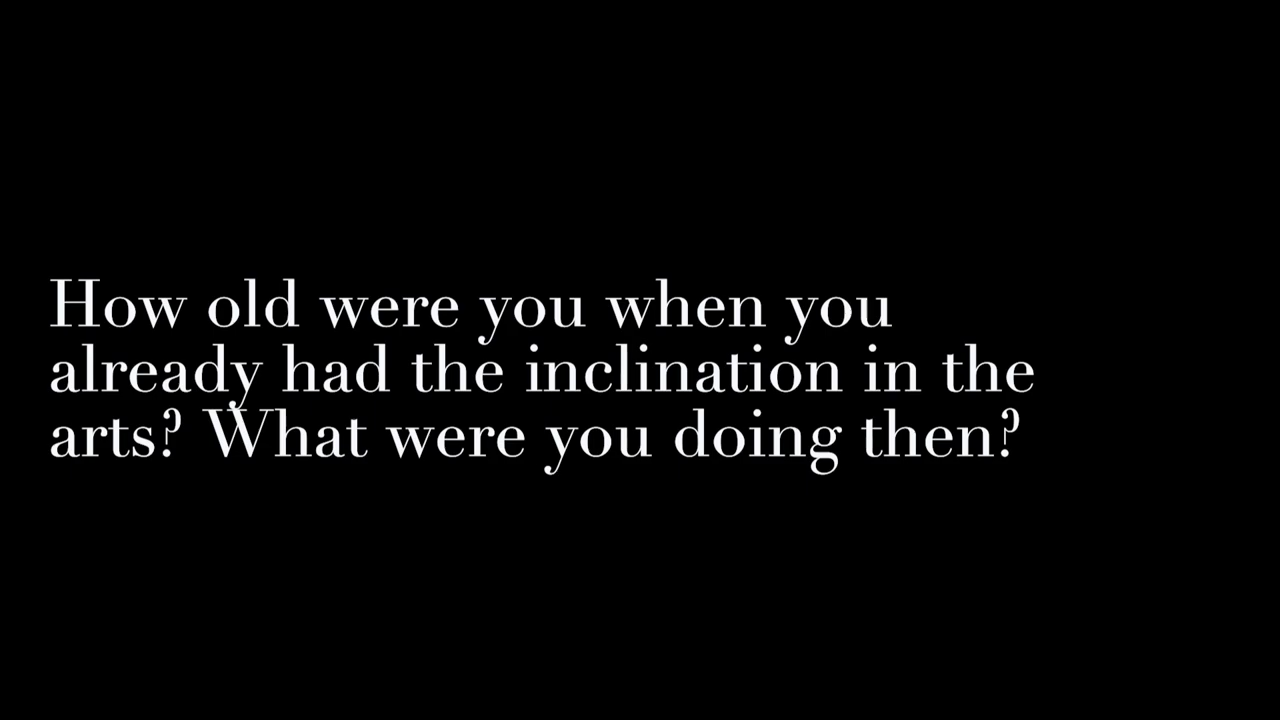 How old were you when you
already had the inclination in the
arts? What were you doing then?